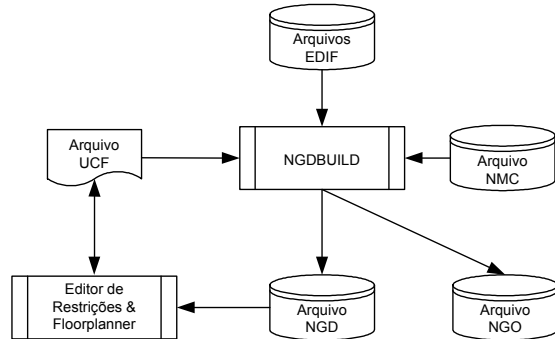 Arquivos
EDIF
Arquivo
UCF
NGDBUILD
Arquivo
NMC
Editor de
Restrições &
Floorplanner
Arquivo
NGD
Arquivo
NGO